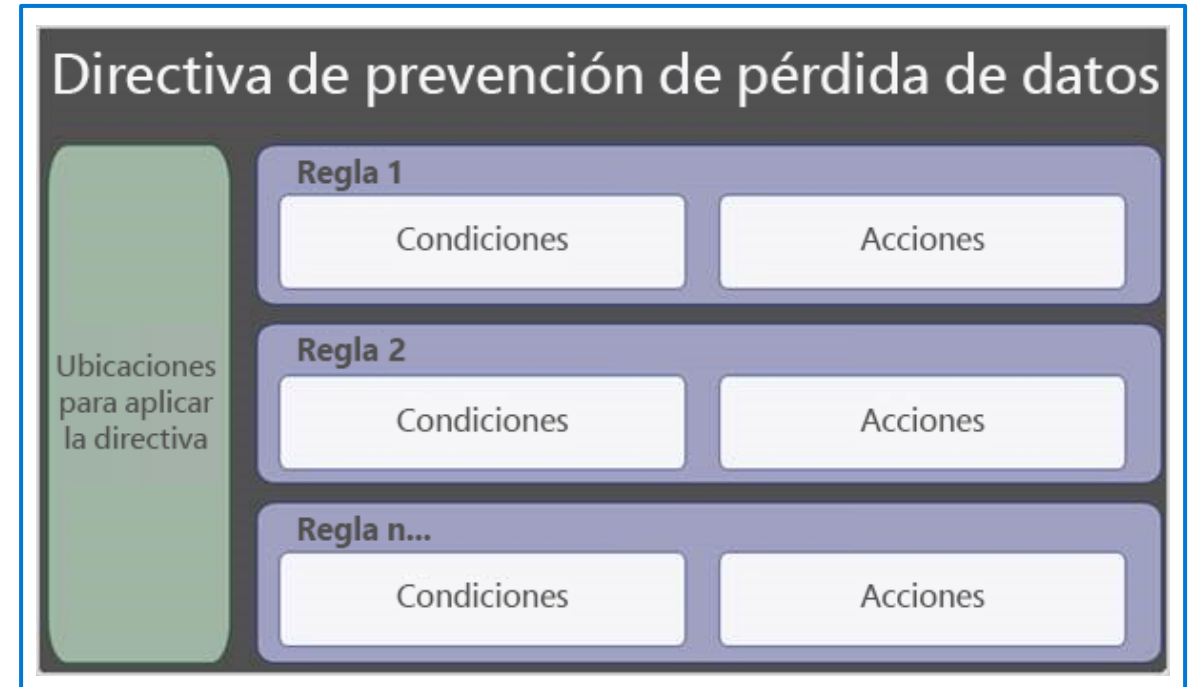 Directiva de prevención de pérdida de datos
Ubicaciones
para aplicar
la directiva
Regla 1
Condiciones
Acciones
Regla 2
Condiciones
Acciones
Regla n...
Condiciones
Acciones